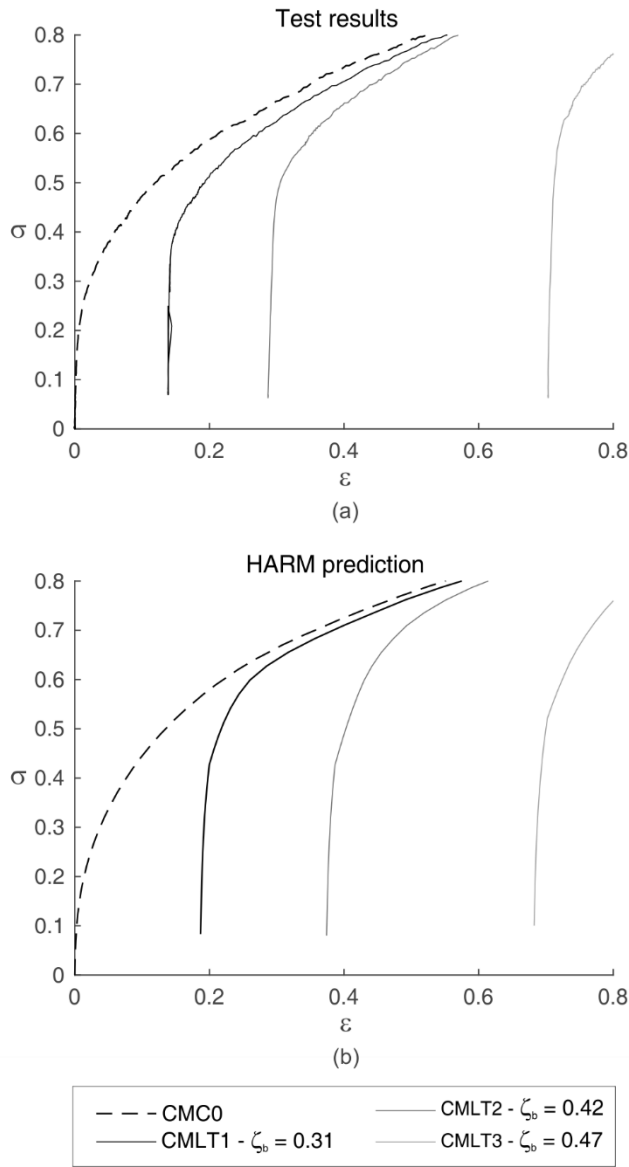 Test results
0.8
0.7
0.6
0.5
σ 0.4
0.3
0.2
0.1
0
0 0.2 0.4 0.6 0.8
ε
(a)
HARM prediction
0.8
0.7
0.6
0.5
σ 0.4
0.3
0.2
0.1
0
0 0.2 0.4 0.6 0.8
ε
(b)
CMC0 CMLT2 - ζb = 0.42
CMLT1 - ζb = 0.31 CMLT3 - ζb = 0.47